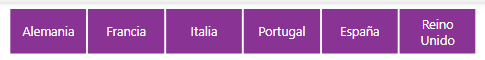 Alemania
Francia
Italia
Portugal
España
Reino
Unido